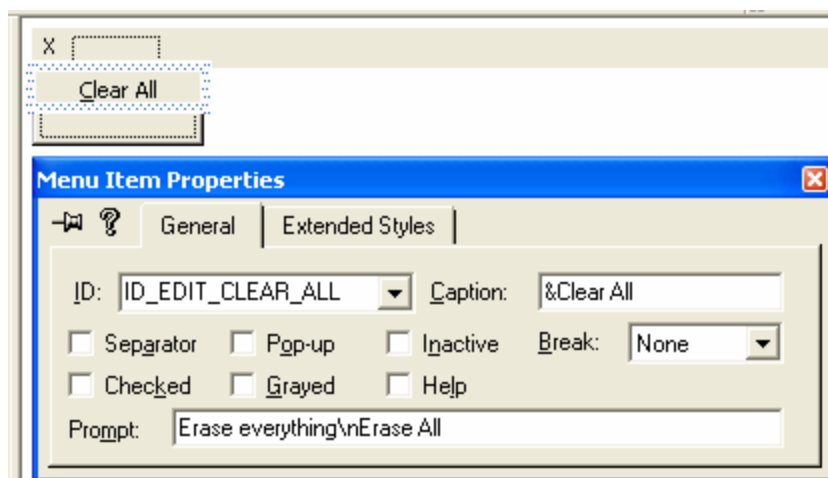 X
Clear All
Menu Item Properties
General Extended Styles
ID: ID_EDIT_CLEAR_ALL Caption: &Clear All
Separator Pop-up Inactive Break: None
Checked Grayed Help
Prompt: Erase everything\nErase All